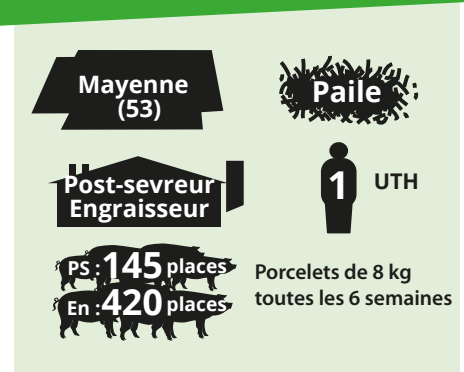 Mayenne
(53)
Paile
Post-sevreur
Engraisseur
1 UTH
PS : 145 places
En : 420 places
Porcelets de 8 kg
toutes les 6 semaines